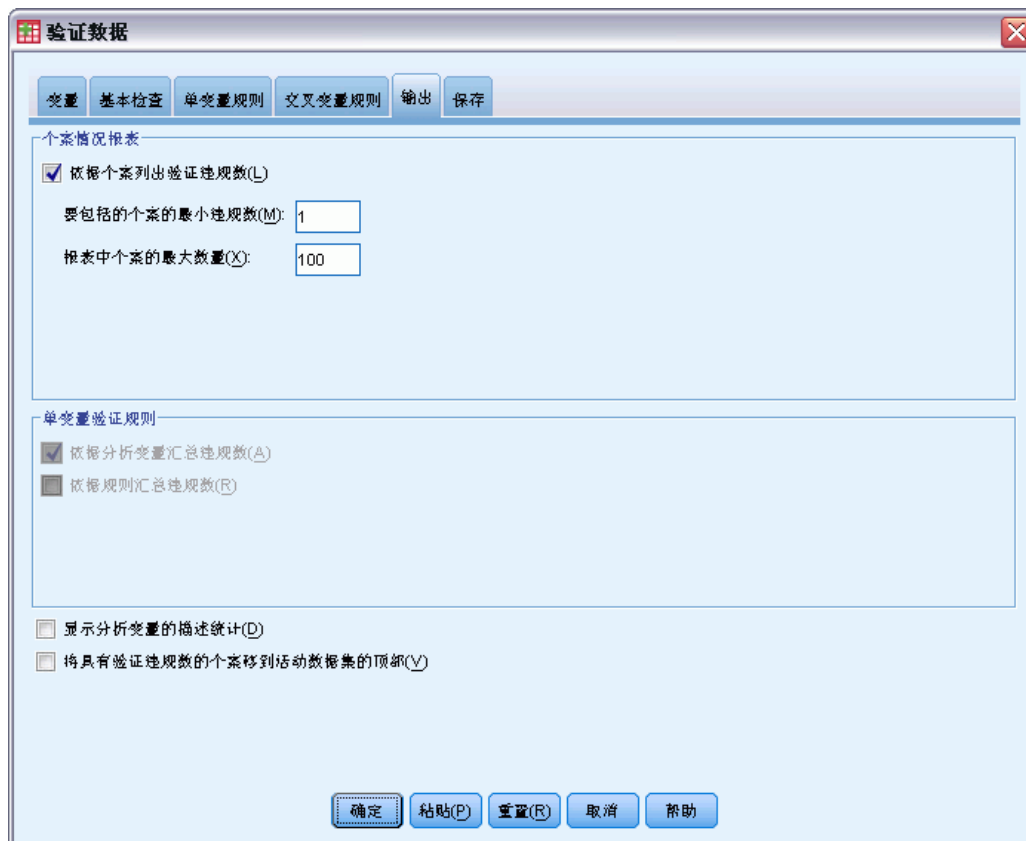 验证数据
变量 基本检查 单变量规则 交叉变量规则 输出 保存
个案情况报表
依据个案列出验证违规数(L)
要包括的个案的最小违规数(M): 1
报表中个案的最大数量(X): 100
单变量验证规则
依据分析变量汇总违规数(A)
依据规则汇总违规数(R)
显示分析变量的描述统计(D)
将具有验证违规数的个案移到活动数据集的顶部(V)
确定 粘贴(P) 重置(R) 取消 帮助